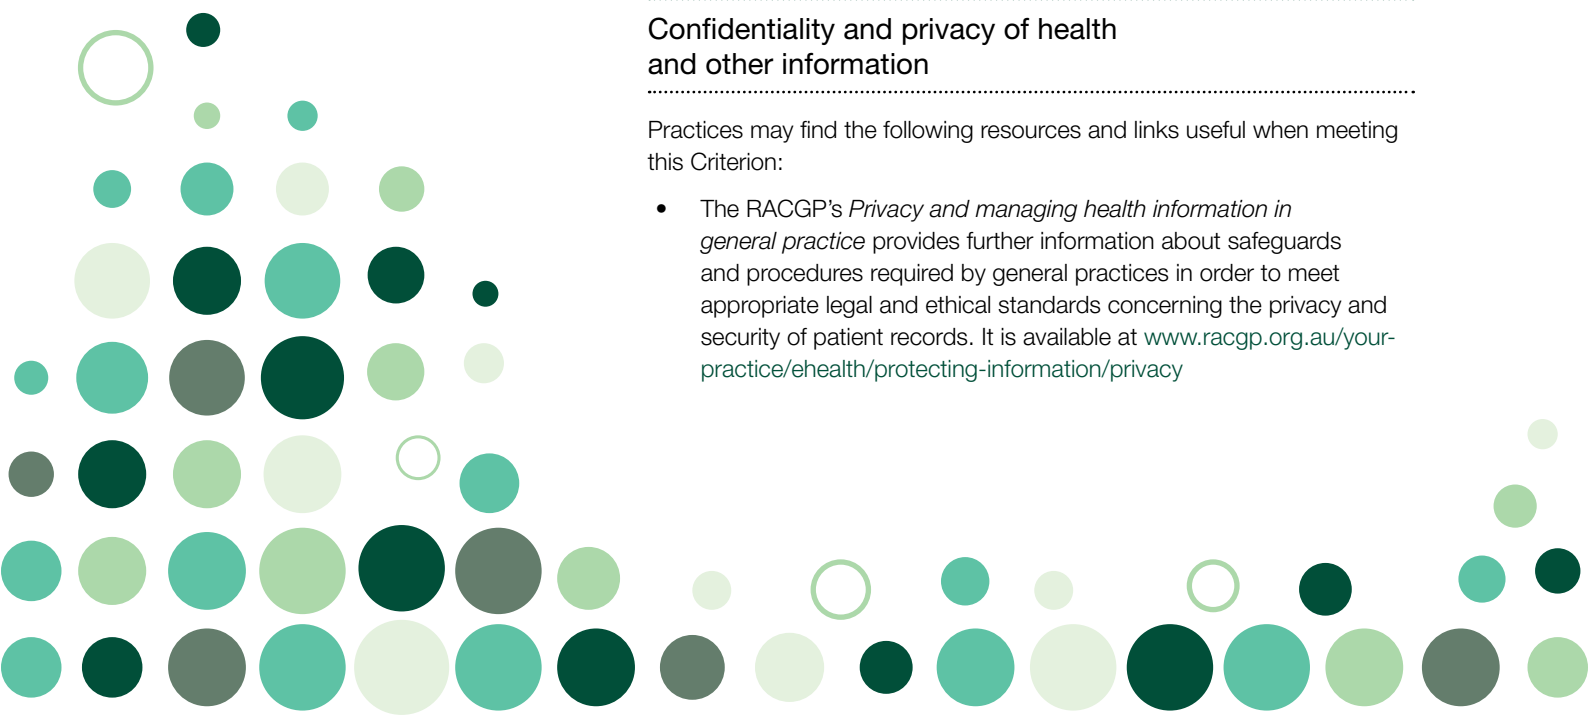 Confidentiality and privacy of health
and other information
Practices may find the following resources and links useful when meeting
this Criterion:
• The RACGP’s Privacy and managing health information in
general practice provides further information about safeguards
and procedures required by general practices in order to meet
appropriate legal and ethical standards concerning the privacy and
security of patient records. It is available at www.racgp.org.au/your-
practice/ehealth/protecting-information/privacy